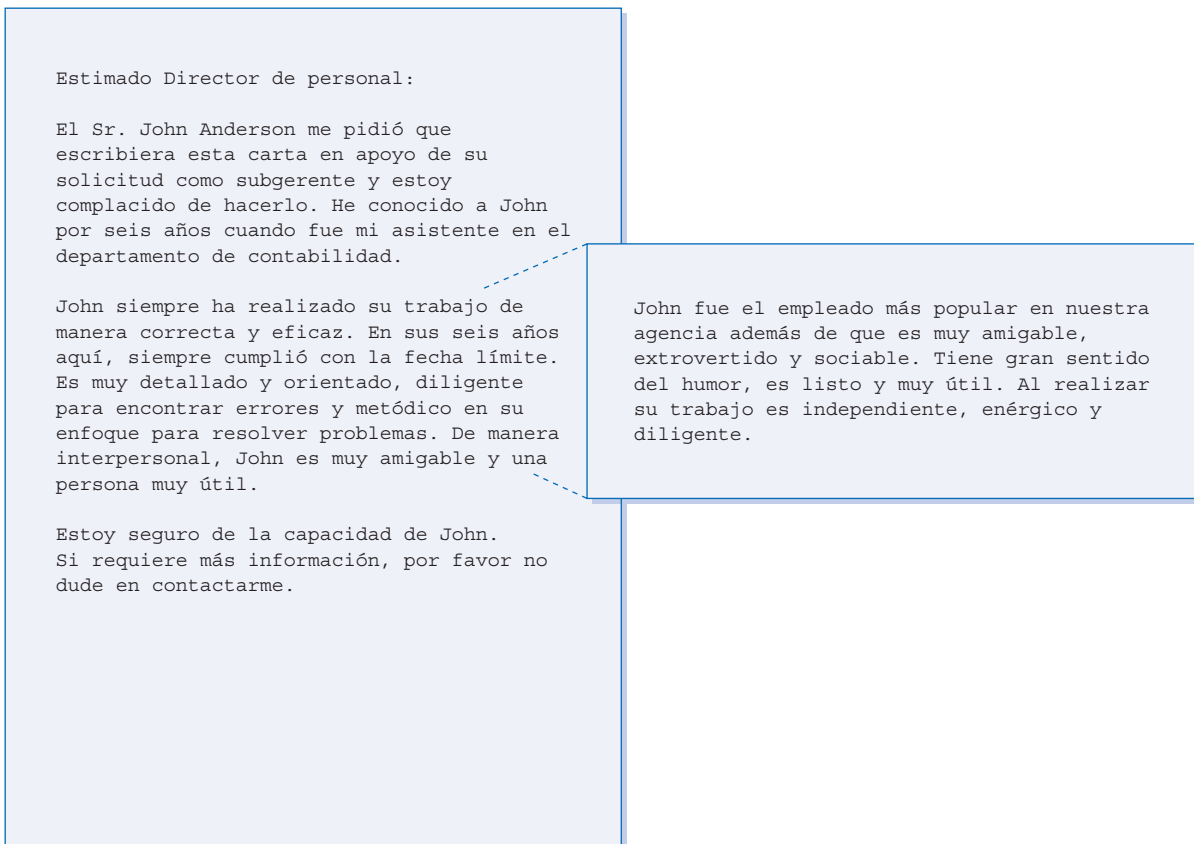 Estimado Director de personal:
El Sr. John Anderson me pidió que
escribiera esta carta en apoyo de su
solicitud como subgerente y estoy
complacido de hacerlo. He conocido a John
por seis años cuando fue mi asistente en el
departamento de contabilidad.
John siempre ha realizado su trabajo de
manera correcta y eficaz. En sus seis años
aquí, siempre cumplió con la fecha límite.
Es muy detallado y orientado, diligente
para encontrar errores y metódico en su
enfoque para resolver problemas. De manera
interpersonal, John es muy amigable y una
persona muy útil.
Estoy seguro de la capacidad de John.
Si requiere más información, por favor no
dude en contactarme.
John fue el empleado más popular en nuestra
agencia además de que es muy amigable,
extrovertido y sociable. Tiene gran sentido
del humor, es listo y muy útil. Al realizar
su trabajo es independiente, enérgico y
diligente.